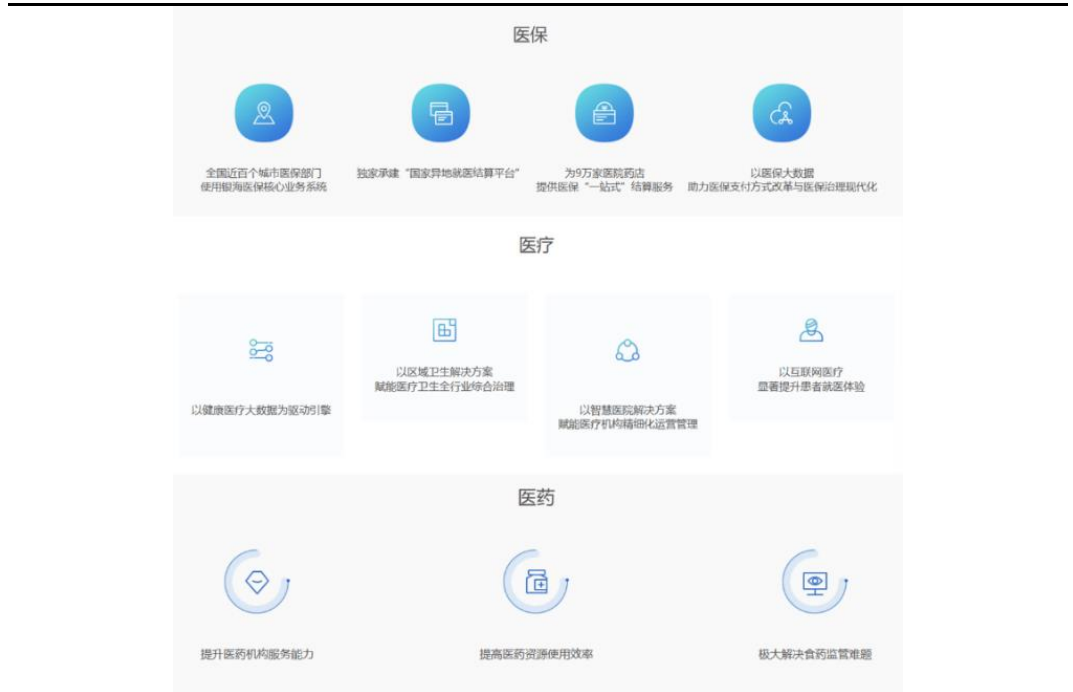 医保
全国近百个城市医保部门
使用银海医保核心业务系统
独家承建“国家异地就医结算平台”
为9万家医院药店
提供医保“一站式”结算服务
以医保大数据
助力医保支付方式改革与医保治理现代化
医疗
以健康医疗大数据为驱动引擎
以区域卫生解决方案
赋能医疗卫生全行业综合治理
以智慧医院解决方案
赋能医疗机构精细化运营管理
以互联网医疗
显著提升患者就医体验
医药
提升医药机构服务能力
提高医药资源使用效率
极大解决食药监管难题